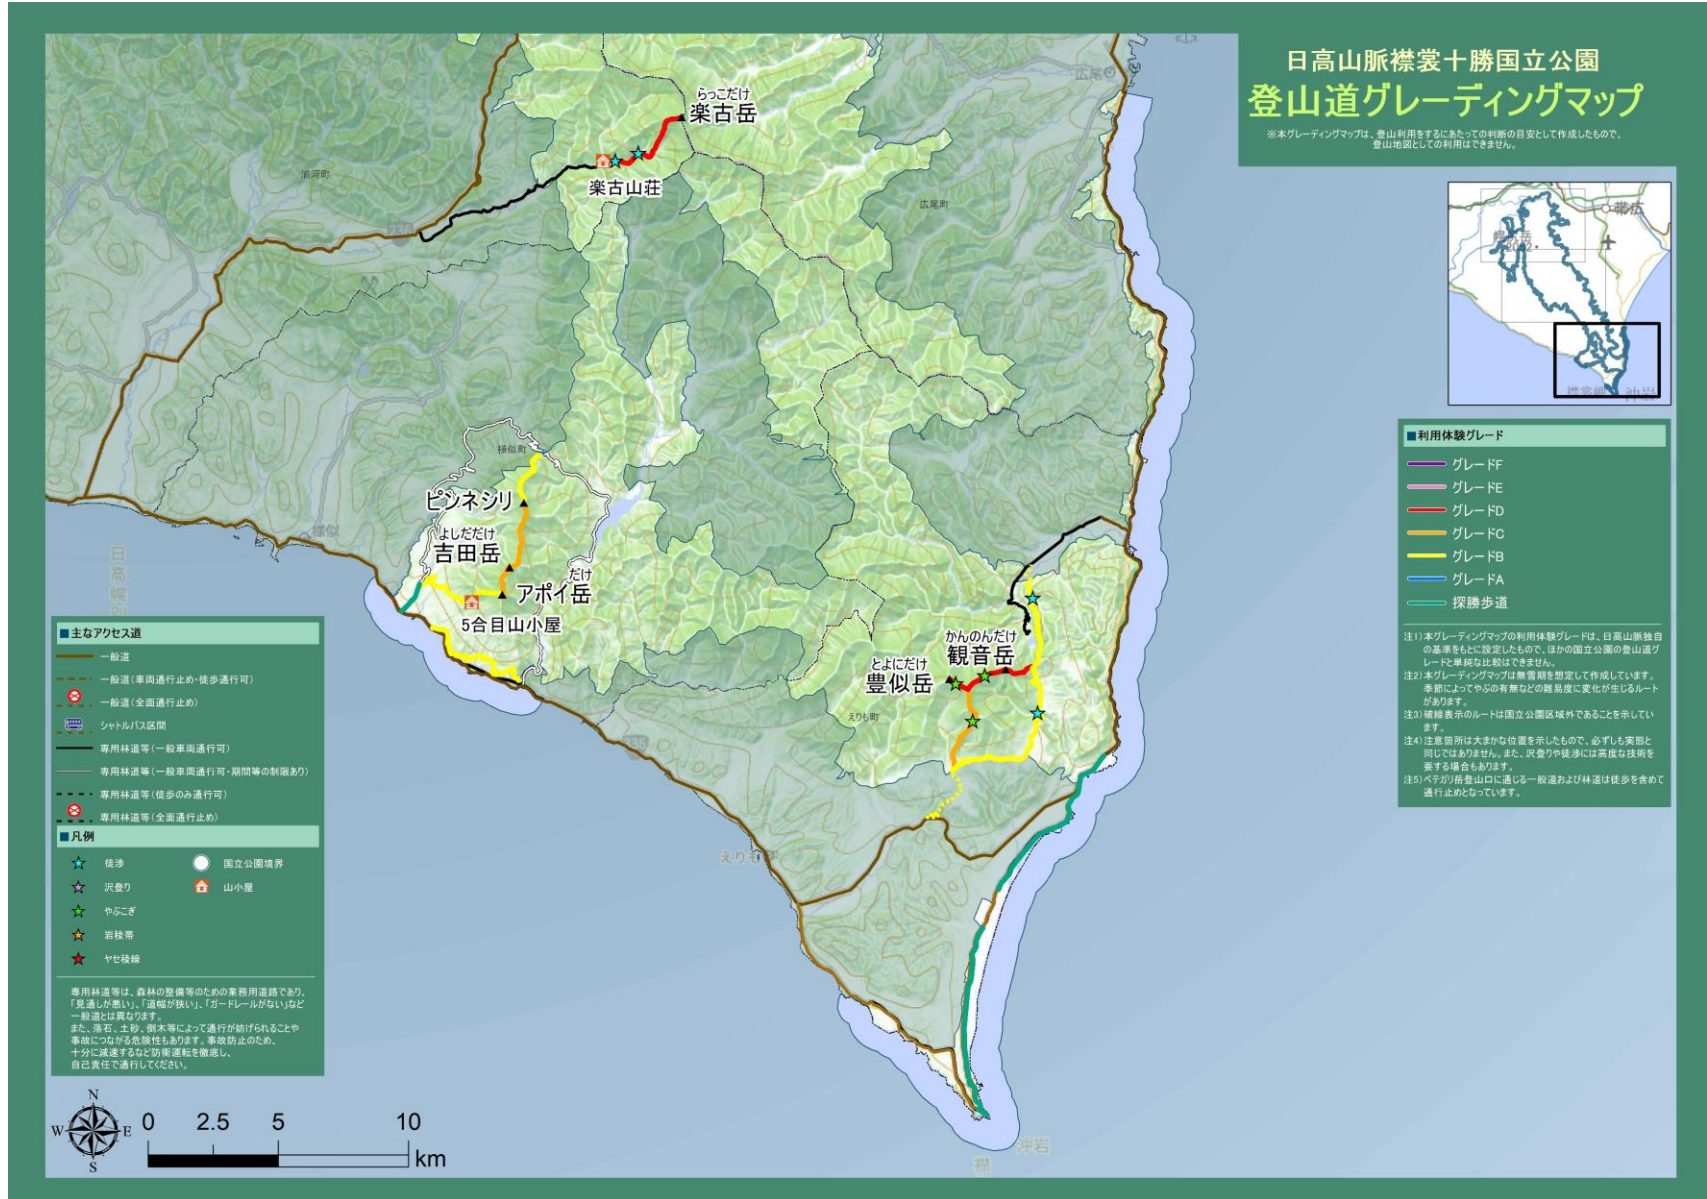 日高山脈襟裳十勝国立公園
登山道グレーディングマップ
※本グレーディングマップは、登山利用をするにあたっての判断の目安として作成したもので、
登山地図としての利用はできません。
広尾
らっこだけ
楽古岳
楽古山荘
浦河町
広尾町
236
帯広
幌尻岳
2052
沖岩
様似町
ピンネシリ
よしだだけ
吉田岳
だけ
アポイ岳
5合目山小屋
様似
かんのんだけ
観音岳
とよにだけ
豊似岳
えりも町
336
えりも
襟
沖岩
■利用体験グレード
グレードF
グレードE
グレードD
グレードC
グレードB
グレードA
探勝歩道
注1)本グレーディングマップの利用体験グレードは、日高山脈独自
の基準をもとに設定したもので、ほかの国立公園の登山道グ
レードと単純な比較はできません。
注2)本グレーディングマップは無雪期を想定して作成しています。
季節によってやぶの有無などの難易度に変化が生じるルート
があります。
注3)破線表示のルートは国立公園区域外であることを示してい
ます。
注4)注意箇所は大まかな位置を示したもので、必ずしも実態と
同じではありません。また、沢登りや徒渉には高度な技術を
要する場合もあります。
注5)ペテガリ岳登山口に通じる一般道および林道は徒歩を含めて
通行止めとなっています。
■主なアクセス道
一般道
一般道(車両通行止め・徒歩通行可)
一般道(全面通行止め)
シャトルバス区間
専用林道等(一般車両通行可)
専用林道等(一般車両通行可・期間等の制限あり)
専用林道等(徒歩のみ通行可)
専用林道等(全面通行止め)
■凡例
徒渉
国立公園境界
沢登り
山小屋
やぶこぎ
岩稜帯
ヤセ稜線
専用林道等は、森林の整備等のための業務用道路であり、
「見通しが悪い」、「道幅が狭い」、「ガードレールがない」など
一般道とは異なります。
また、落石、土砂、倒木等によって通行が妨げられることや
事故につながる危険性もあります。事故防止のため、
十分に減速するなど防衛運転を徹底し、
自己責任で通行してください。
N
W E
S
0 2.5 5 10
km